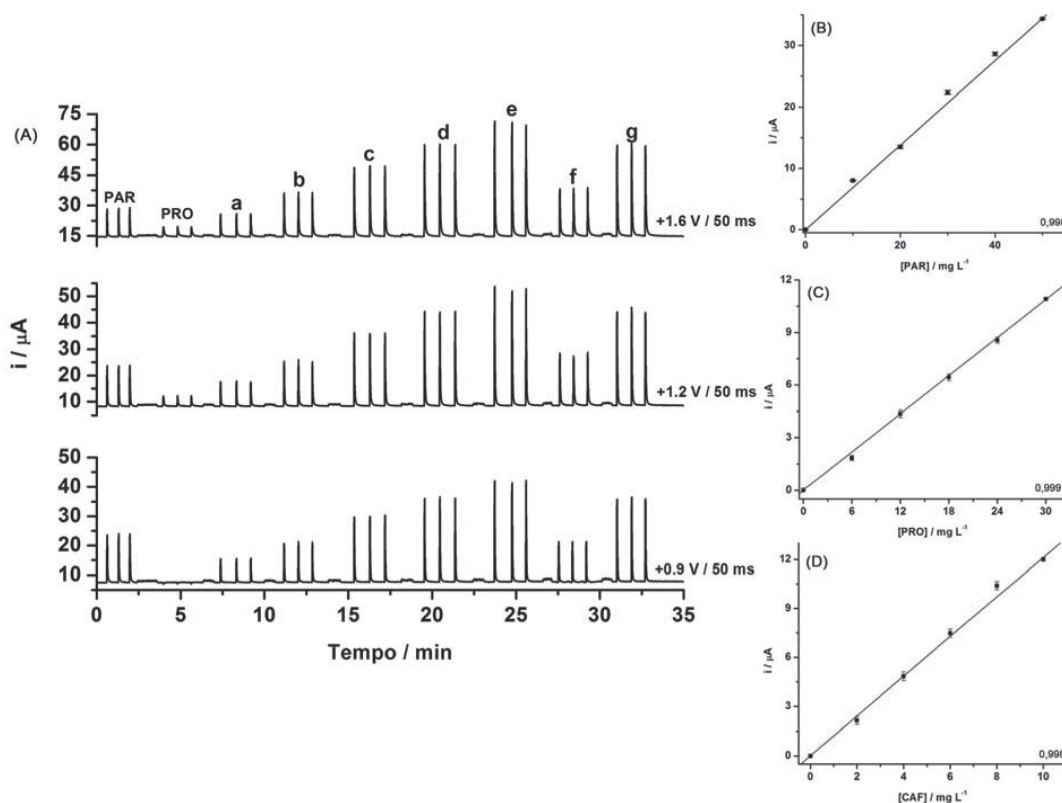 (A)
i / µA
75
60
45
30
15
PAR
PRO
a
b
c
d
e
f
g
+1.6 V / 50 ms
50
40
30
20
10
+1.2 V / 50 ms
50
40
30
20
10
+0.9 V / 50 ms
0 5 10 15 20 25 30 35
Tempo / min
(B)
i / µA
30
20
10
0
0 20 40
0,998
[PAR] / mg L⁻¹
(C)
i / µA
12
9
6
3
0
0 6 12 18 24 30
0,999
[PRO] / mg L⁻¹
(D)
i / µA
12
9
6
3
0
0 2 4 6 8 10
0,998
[CAF] / mg L⁻¹